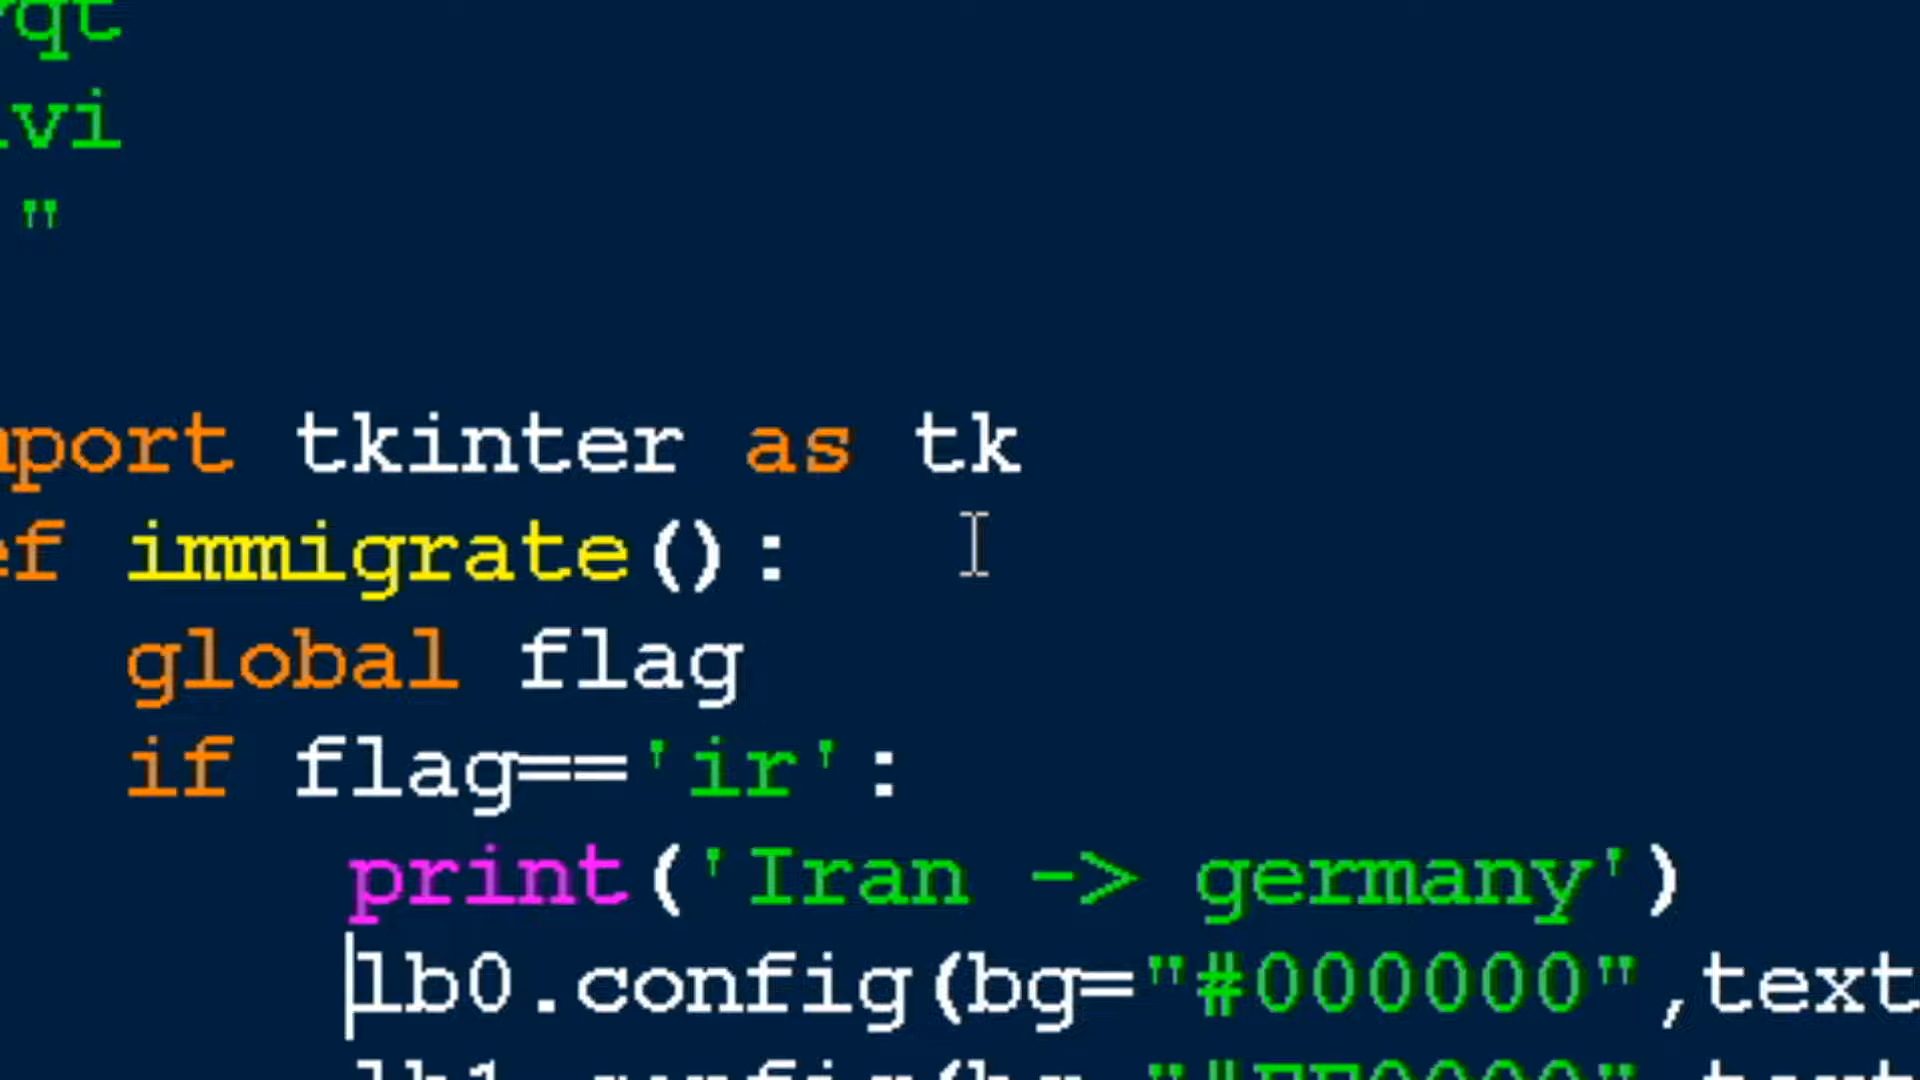 qt
vi
"
port tkinter as tk
ef immigrate():
global flag
if flag=='ir':
print('Iran -> germany')
lb0.config(bg="#000000",text